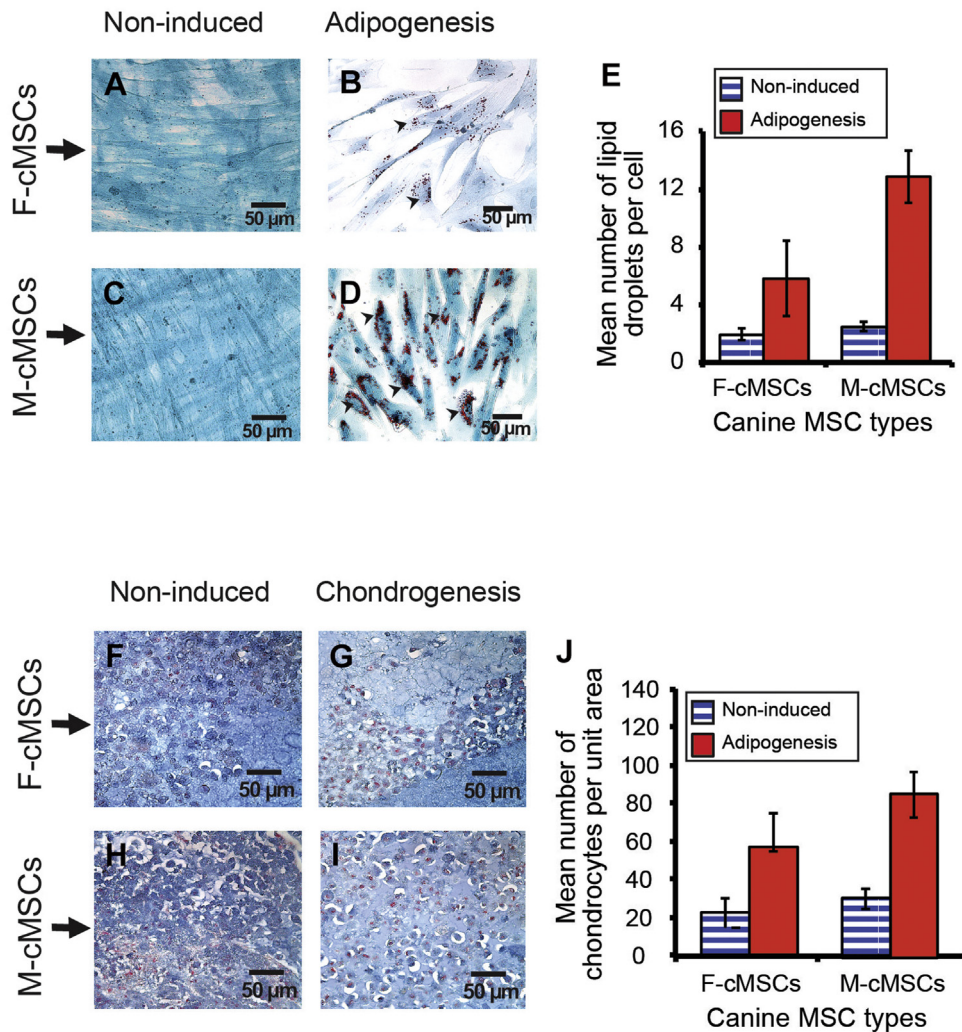 Non-induced Adipogenesis
F-cMSCs
A
50 µm
B
50 µm
M-cMSCs
C
50 µm
D
50 µm
E
Non-induced
Adipogenesis
Mean number of lipid
droplets per cell
16
12
8
4
0
F-cMSCs M-cMSCs
Canine MSC types
Non-induced Chondrogenesis
F-cMSCs
F
50 µm
G
50 µm
M-cMSCs
H
50 µm
I
50 µm
J
Non-induced
Adipogenesis
Mean number of
chondrocytes per unit area
140
120
100
80
60
40
20
0
F-cMSCs M-cMSCs
Canine MSC types